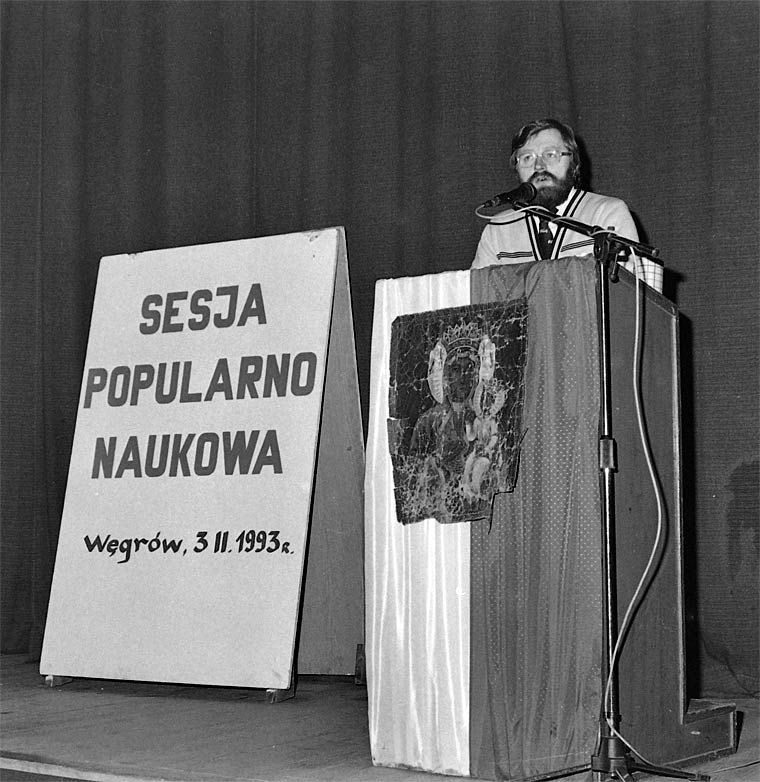 SESJA
POPULARNO
NAUKOWA
Węgrów, 3 II. 1993 R.